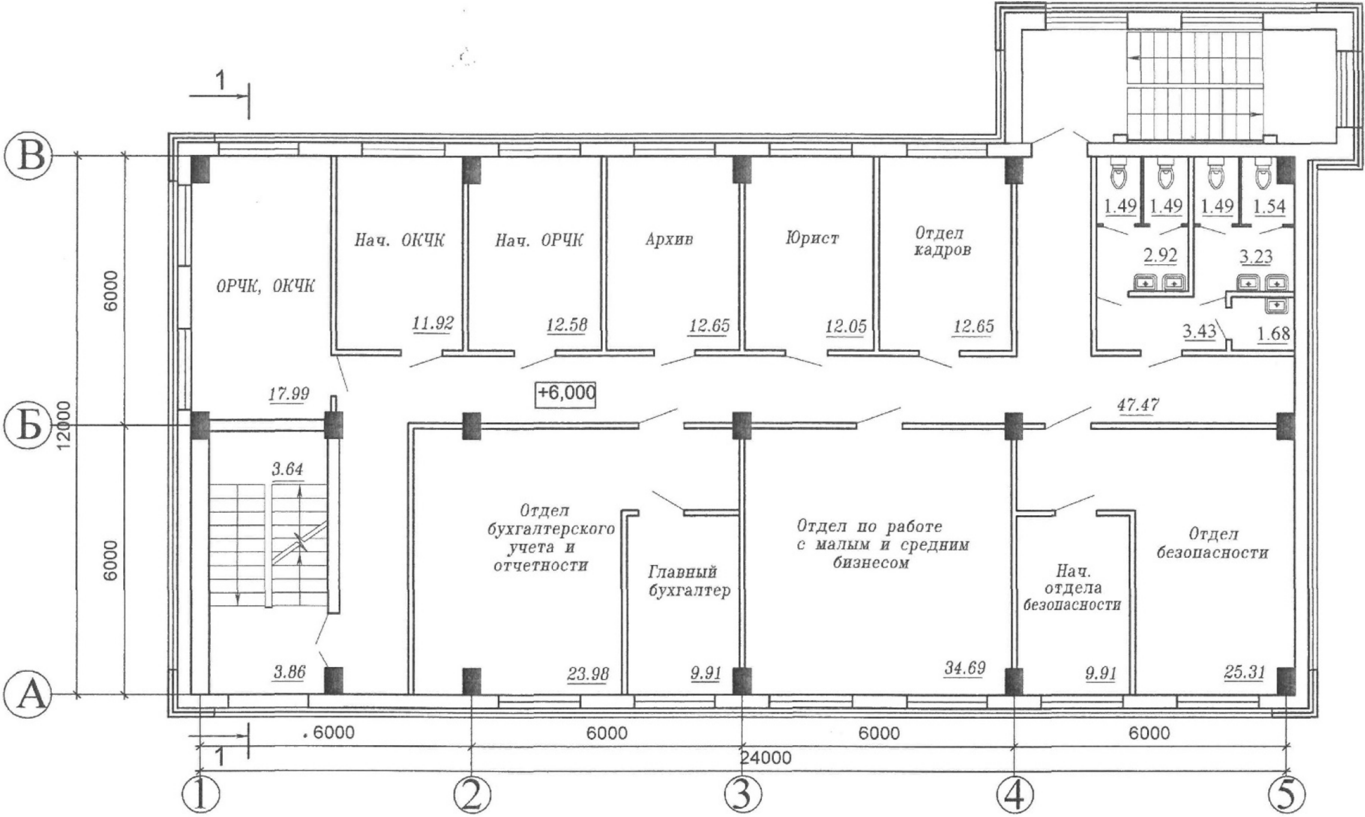 1
В
Нач. ОКЧК
Нач. ОРЧК
Архив
Юрист
Отдел
кадров
ОРЧК, ОКЧК
1.49
1.49
1.49
1.54
2.92
3.23
6000
11.92
12.58
12.65
12.05
12.65
3.43
1.68
17.99
+6,000
47.47
Б
12000
3.64
6000
Отдел
бухгалтерского
учета и
отчетности
Главный
бухгалтер
Отдел по работе
с малым и средним
бизнесом
Нач.
отдела
безопасности
Отдел
безопасности
3.86
23.98
9.91
34.69
9.91
25.31
А
1
6000
6000
6000
6000
24000
1
2
3
4
5